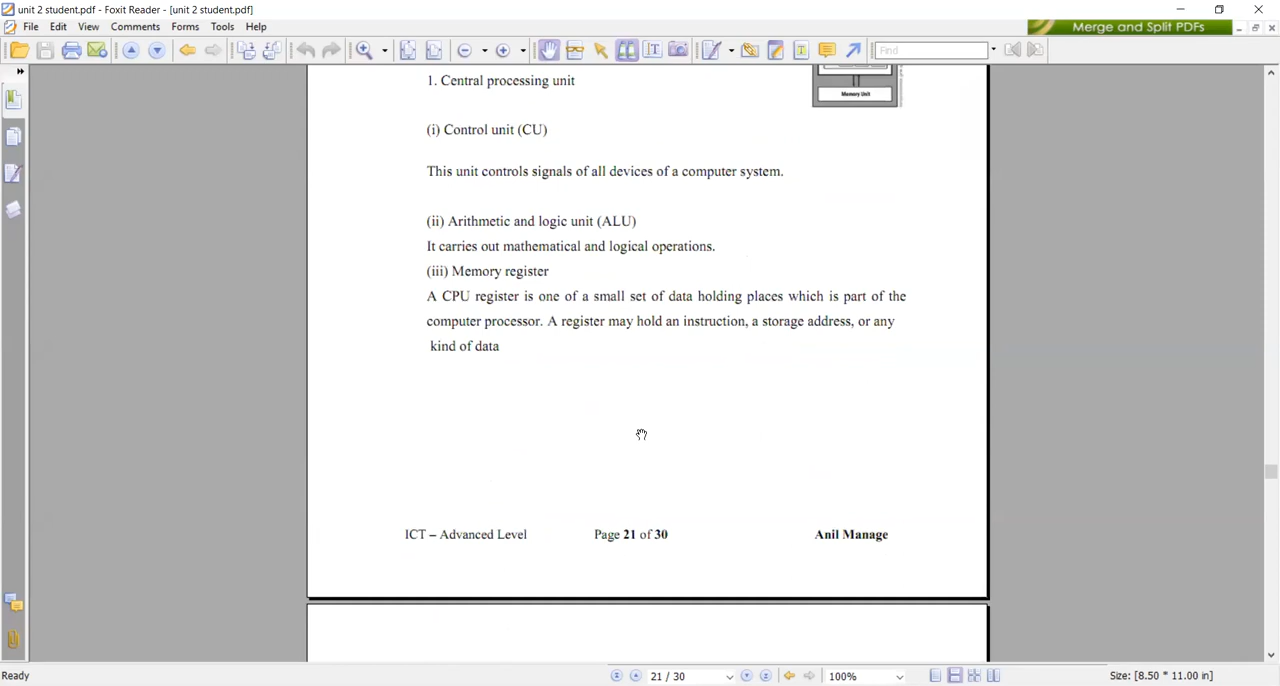 unit 2 student.pdf - Foxit Reader - [unit 2 student.pdf]
File Edit View Comments Forms Tools Help
Merge and Split PDFs
Find
1. Central processing unit
Memory Unit
(i) Control unit (CU)
This unit controls signals of all devices of a computer system.
(ii) Arithmetic and logic unit (ALU)
It carries out mathematical and logical operations.
(iii) Memory register
A CPU register is one of a small set of data holding places which is part of the
computer processor. A register may hold an instruction, a storage address, or any
kind of data
ICT – Advanced Level Page 21 of 30 Anil Manage
Ready 21 / 30 100% Size: [8.50 * 11.00 in]